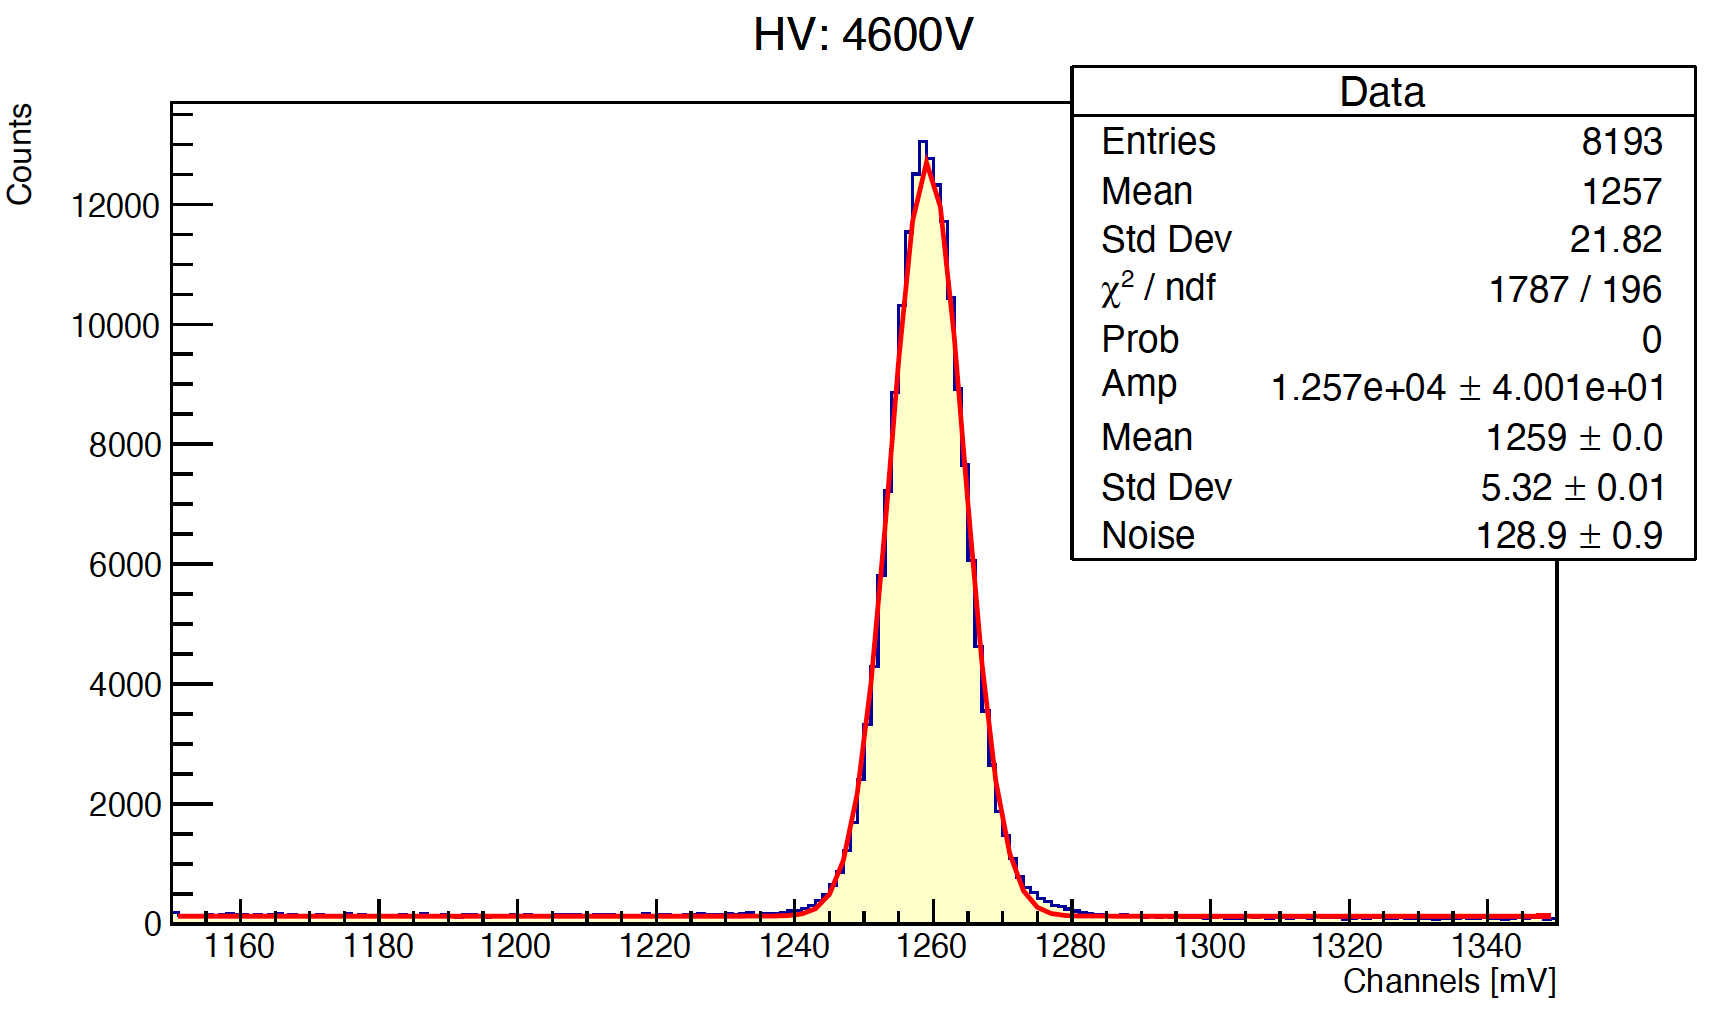 HV: 4600V
Counts
Data
Entries 8193
Mean 1257
Std Dev 21.82
χ² / ndf 1787 / 196
Prob 0
Amp 1.257e+04 ± 4.001e+01
Mean 1259 ± 0.0
Std Dev 5.32 ± 0.01
Noise 128.9 ± 0.9
12000
10000
8000
6000
4000
2000
0
1160 1180 1200 1220 1240 1260 1280 1300 1320 1340
Channels [mV]